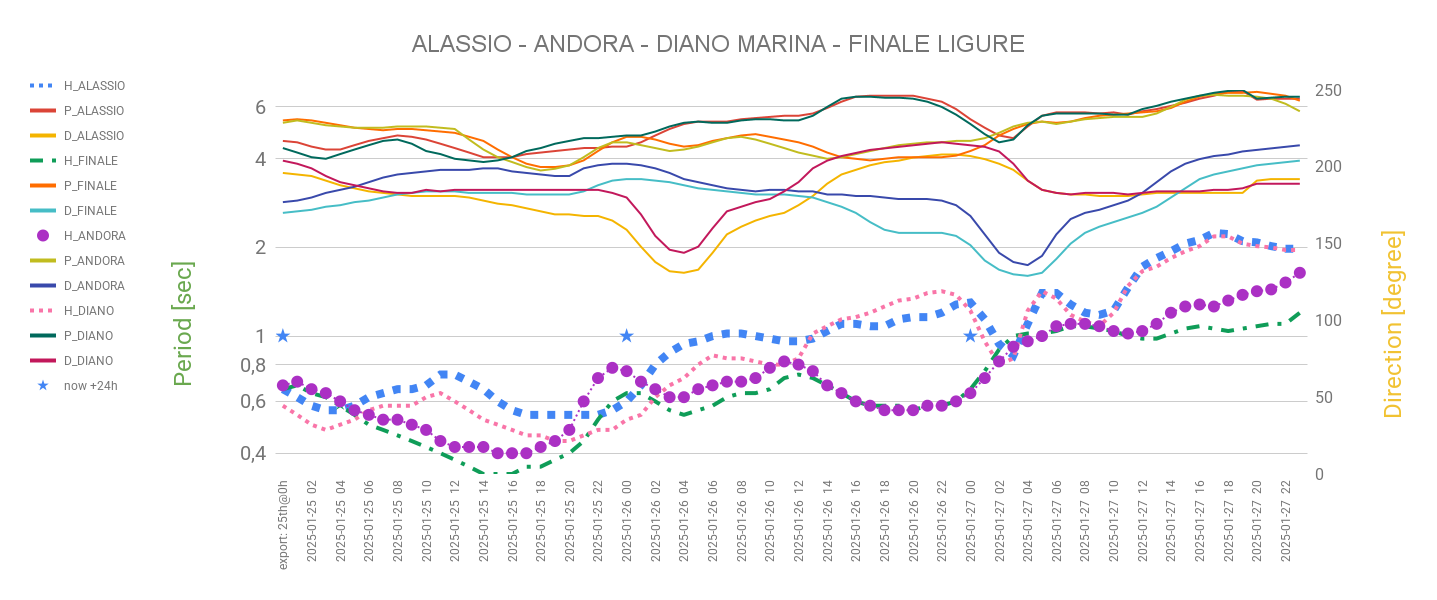 ALASSIO - ANDORA - DIANO MARINA - FINALE LIGURE
H_ALASSIO
P_ALASSIO
D_ALASSIO
H_FINALE
P_FINALE
D_FINALE
H_ANDORA
P_ANDORA
D_ANDORA
H_DIANO
P_DIANO
D_DIANO
now +24h
Period [sec]
6
4
2
1
0,8
0,6
0,4
250
200
150
100
50
0
Direction [degree]
export: 25th@0h
2025-01-25 02
2025-01-25 04
2025-01-25 06
2025-01-25 08
2025-01-25 10
2025-01-25 12
2025-01-25 14
2025-01-25 16
2025-01-25 18
2025-01-25 20
2025-01-25 22
2025-01-26 00
2025-01-26 02
2025-01-26 04
2025-01-26 06
2025-01-26 08
2025-01-26 10
2025-01-26 12
2025-01-26 14
2025-01-26 16
2025-01-26 18
2025-01-26 20
2025-01-26 22
2025-01-27 00
2025-01-27 02
2025-01-27 04
2025-01-27 06
2025-01-27 08
2025-01-27 10
2025-01-27 12
2025-01-27 14
2025-01-27 16
2025-01-27 18
2025-01-27 20
2025-01-27 22